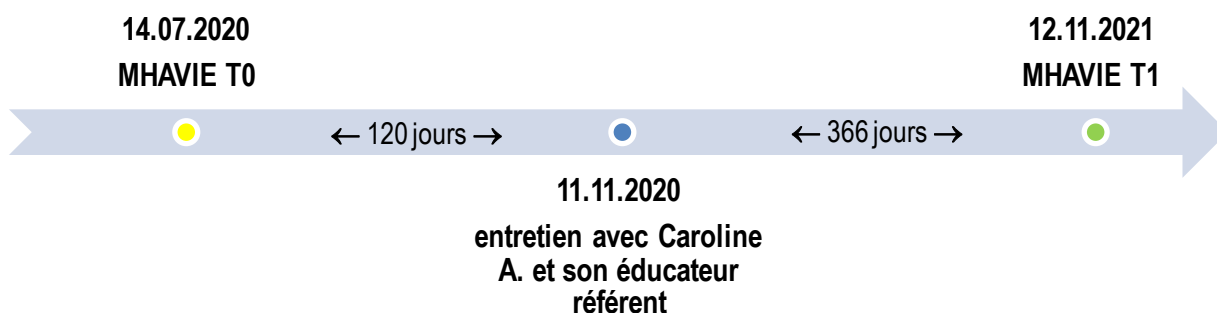 14.07.2020
MHAVIE T0
12.11.2021
MHAVIE T1
← 120 jours →
← 366 jours →
11.11.2020
entretien avec Caroline
A. et son éducateur
référent